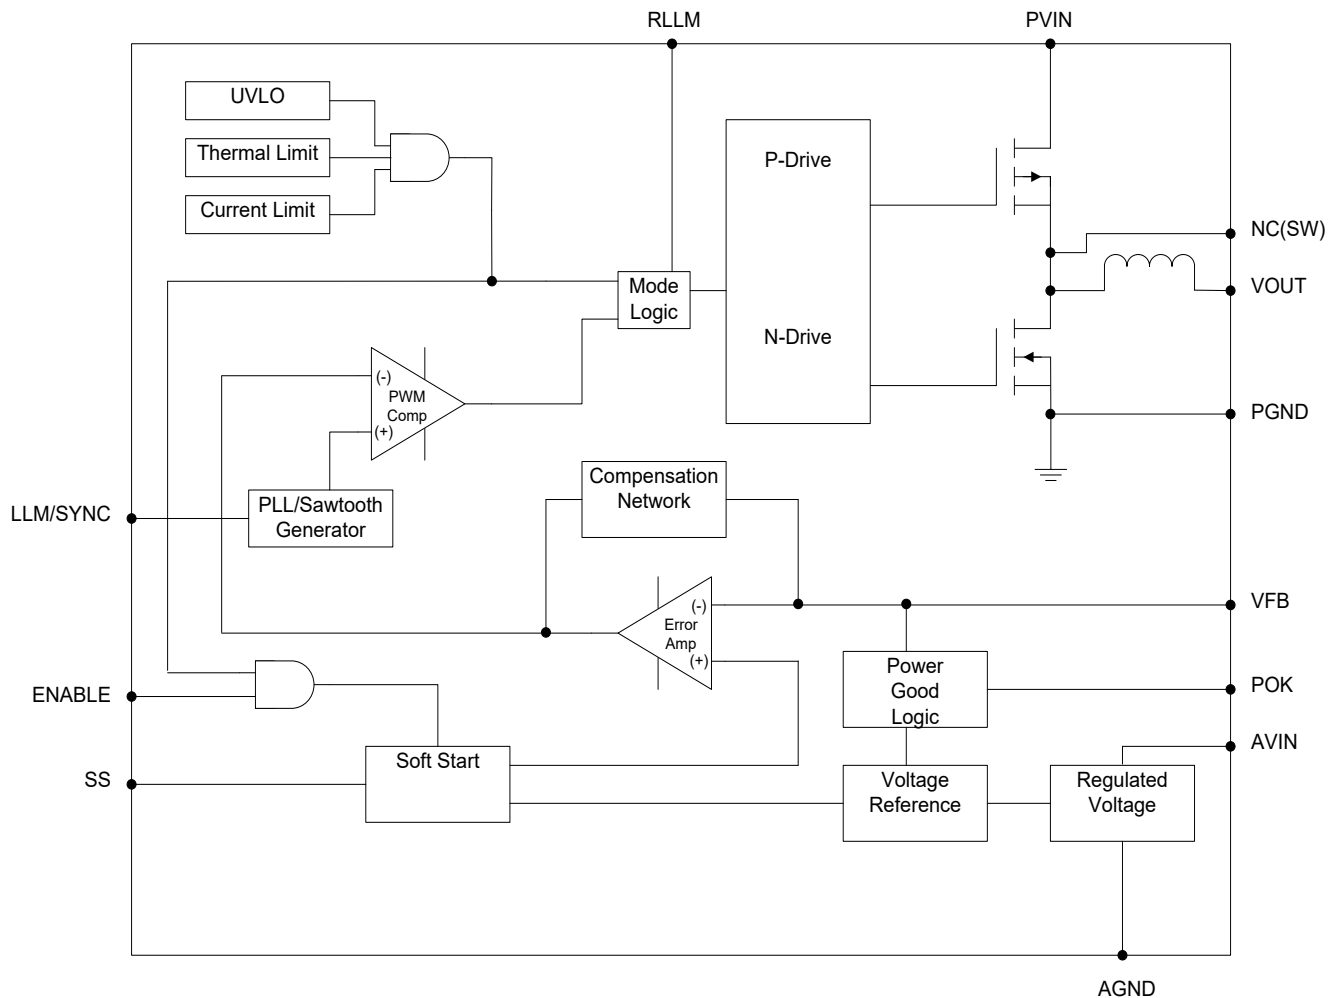 RLLM
PVIN
UVLO
Thermal Limit
Current Limit
P-Drive
N-Drive
NC(SW)
VOUT
Mode
Logic
(-)
PWM
Comp
(+)
PGND
Compensation
Network
LLM/SYNC
PLL/Sawtooth
Generator
(-)
Error
Amp
(+)
VFB
Power
Good
Logic
POK
ENABLE
AVIN
SS
Soft Start
Voltage
Reference
Regulated
Voltage
AGND